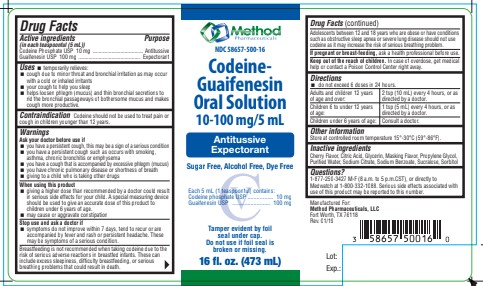 Drug Facts
Active ingredients Purpose
(in each teaspoonful (5 mL))
Codeine Phosphate USP 10 mg Antitussive
Guaifenesin USP 100 mg Expectorant
Uses ■ temporarily relieves:
■ cough due to minor throat and bronchial irritation as may occur
with a cold or inhaled irritants
■ your cough to help you sleep
■ helps loosen phlegm (mucus) and thin bronchial secretions to
rid the bronchial passageways of bothersome mucus and makes
cough more productive.
Contraindication Codeine should not be used to treat pain or
cough in children younger than 12 years.
Warnings
Ask your doctor before use if
■ you have a persistent cough, this may be a sign of a serious condition
■ you have a persistent cough such as occurs with smoking,
asthma, chronic bronchitis or emphysema
■ you have a cough that is accompanied by excessive phlegm (mucus)
■ you have chronic pulmonary disease or shortness of breath
■ giving to a child who is taking other drugs
When using this product
■ giving a higher dose than recommended by a doctor could result
in serious side effects for your child. A special measuring device
should be used to give an accurate dose of this product to
children under 6 years of age.
■ may cause or aggravate constipation
Stop use and ask a doctor if
■ symptoms do not improve within 7 days, tend to recur or are
accompanied by fever and rash or persistent headache. These
may be symptoms of a serious condition.
Breastfeeding is not recommended when taking codeine due to the
risk of serious adverse reactions in breastfed infants. These can
include excess sleepiness, difficulty breastfeeding, or serious
breathing problems that could result in death.
Method
Pharmaceuticals
NDC 58657-500-16
Codeine-
Guaifenesin
Oral Solution
10-100 mg/5 mL
Antitussive
Expectorant
Sugar Free, Alcohol Free, Dye Free
Each 5 mL (1 teaspoonful) contains:
Codeine phosphate USP 10 mg
Guaifenesin USP 100 mg
Tamper evident by foil
seal under cap.
Do not use if foil seal is
broken or missing.
16 fl. oz. (473 mL)
Drug Facts (continued)
Adolescents between 12 and 18 years who are obese or have conditions
such as obstructive sleep apnea or severe lung disease should not use
codeine as it may increase the risk of serious breathing problem.
If pregnant or breast-feeding, ask a health professional before use.
Keep out of the reach of children. In case of overdose, get medical
help or contact a Poison Control Center right away.
Directions
■ do not exceed 6 doses in 24 hours.
Adults and children 12 years of age and over: 2 tsp (10 mL) every 4 hours, or as directed by a doctor.
Children 6 to under 12 years of age: 1 tsp (5 mL) every 4 hours, or as directed by a doctor.
Children under 6 years of age: Consult a doctor.
Other information
Store at controlled room temperature 15°-30°C (59°-86°F).
Inactive ingredients
Cherry Flavor, Citric Acid, Glycerin, Masking Flavor, Propylene Glycol,
Purified Water, Sodium Citrate, Sodium Benzoate, Sucralose, Sorbitol
Questions?
1-877-250-3427 M-F (8 a.m. to 5 p.m.CST), or directly to
Medwatch at 1-800-332-1088. Serious side effects associated with
use of this product may be reported to this number.
Manufactured For:
Method Pharmaceuticals, LLC
Fort Worth, TX 76118
Rev. 01/18
3 58657 50016 0
Lot:
Exp.: